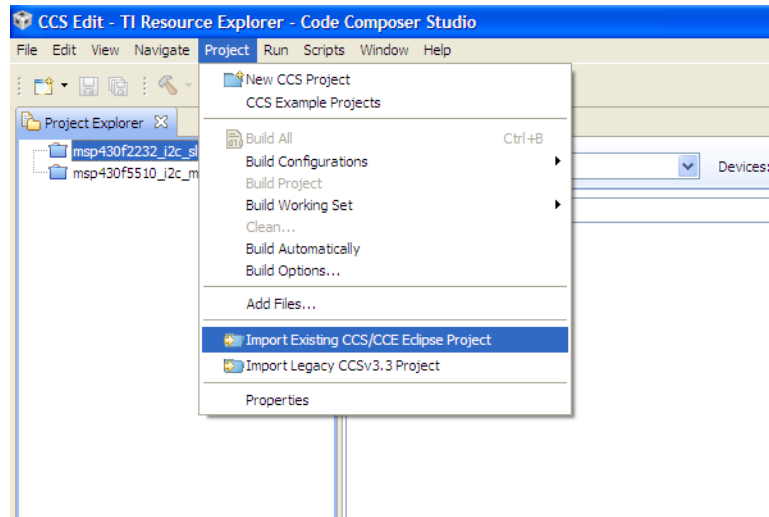 CCS Edit - TI Resource Explorer - Code Composer Studio
File Edit View Navigate Project Run Scripts Window Help
New CCS Project
CCS Example Projects
Project Explorer
Build All Ctrl+B
msp430f2232_i2c_sl
Build Configurations
Devices:
msp430f5510_i2c_m
Build Project
Build Working Set
Clean...
Build Automatically
Build Options...
Add Files...
Import Existing CCS/CCE Eclipse Project
Import Legacy CCSv3.3 Project
Properties